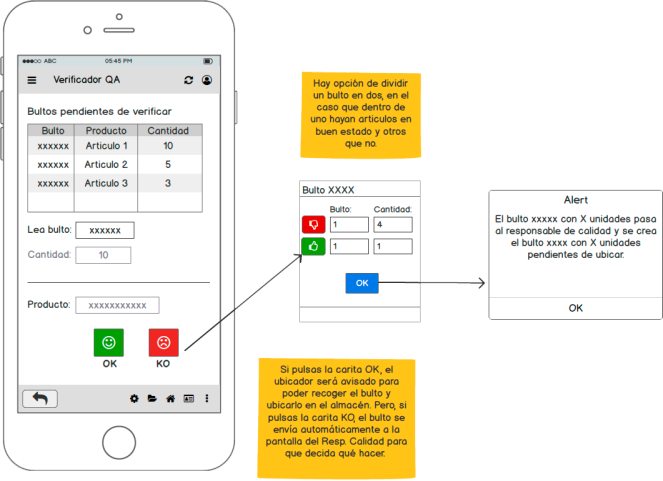 ABC 05:45 PM
Verificador QA
Bultos pendientes de verificar
Bulto Producto Cantidad
xxxxxx Articulo 1 10
xxxxxx Articulo 2 5
xxxxxx Articulo 3 3
Lea bulto: xxxxxx
Cantidad: 10
Producto: xxxxxxxxxxx
OK KO
Hay opción de dividir
un bulto en dos, en el
caso que dentro de
uno hayan articulos en
buen estado y otros
que no.
Bulto XXXX
Bulto: Cantidad:
1 4
1 1
OK
Alert
El bulto xxxxx con X unidades pasa
al responsable de calidad y se crea
el bulto xxxx con X unidades
pendientes de ubicar.
OK
Si pulsas la carita OK, el
ubicador será avisado para
poder recoger el bulto y
ubicarlo en el almacén. Pero, si
pulsas la carita KO, el bulto se
envía automáticamente a la
pantalla del Resp. Calidad para
que decida qué hacer.